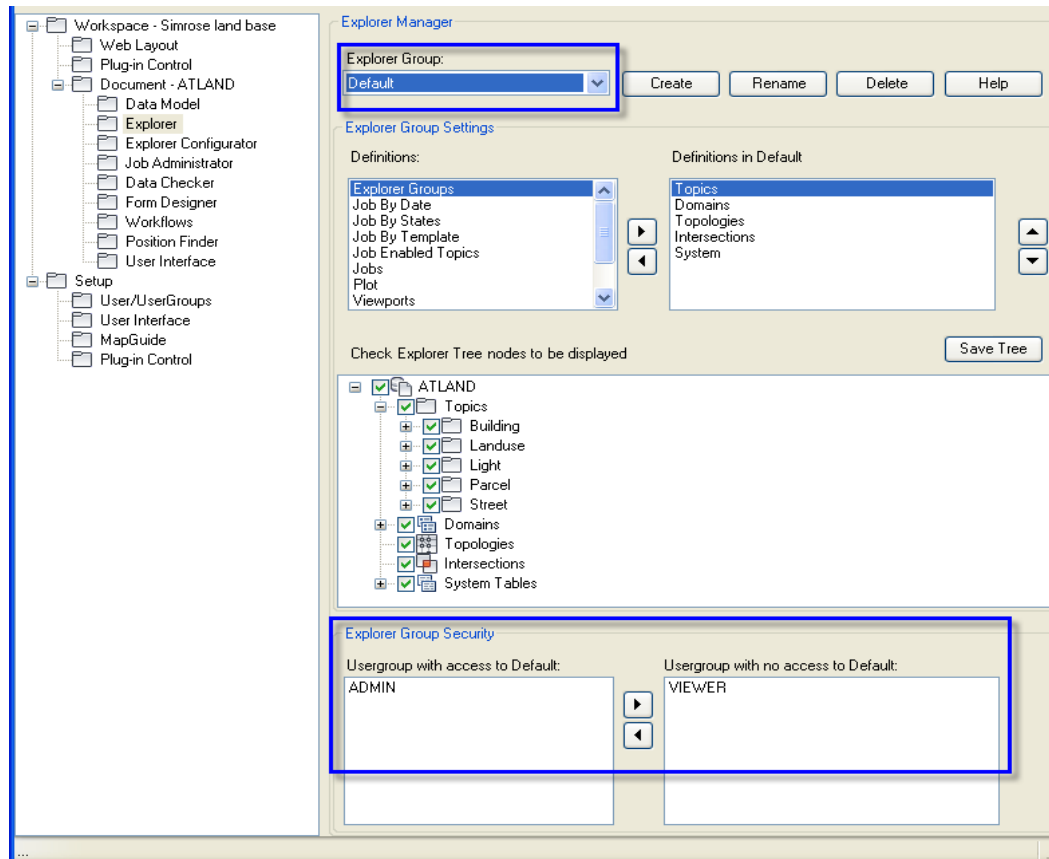 Workspace - Simrose land base
Web Layout
Plug-in Control
Document - ATLAND
Data Model
Explorer
Explorer Configurator
Job Administrator
Data Checker
Form Designer
Workflows
Position Finder
User Interface
Setup
User/UserGroups
User Interface
MapGuide
Plug-in Control
Explorer Manager
Explorer Group:
Default
Create
Rename
Delete
Help
Explorer Group Settings
Definitions:
Explorer Groups
Job By Date
Job By States
Job By Template
Job Enabled Topics
Jobs
Plot
Viewports
Definitions in Default
Topics
Domains
Topologies
Intersections
System
Check Explorer Tree nodes to be displayed
Save Tree
ATLAND
Topics
Building
Landuse
Light
Parcel
Street
Domains
Topologies
Intersections
System Tables
Explorer Group Security
Usergroup with access to Default:
ADMIN
Usergroup with no access to Default:
VIEWER
...